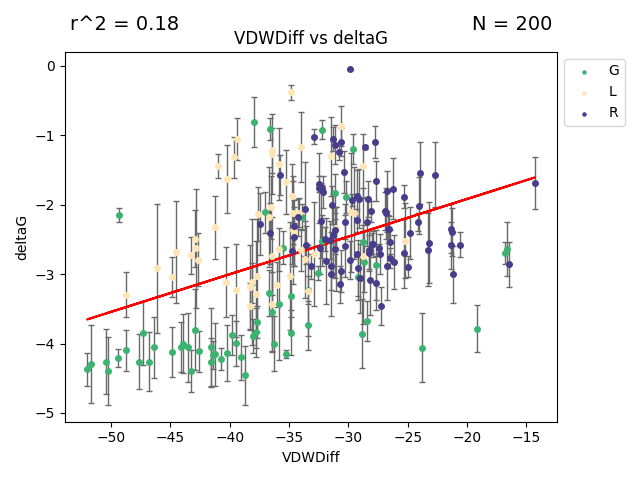 r^2 = 0.18 N = 200
VDWDiff vs deltaG
G
L
R
deltaG
0
−1
−2
−3
−4
−5
−50 −45 −40 −35 −30 −25 −20 −15
VDWDiff